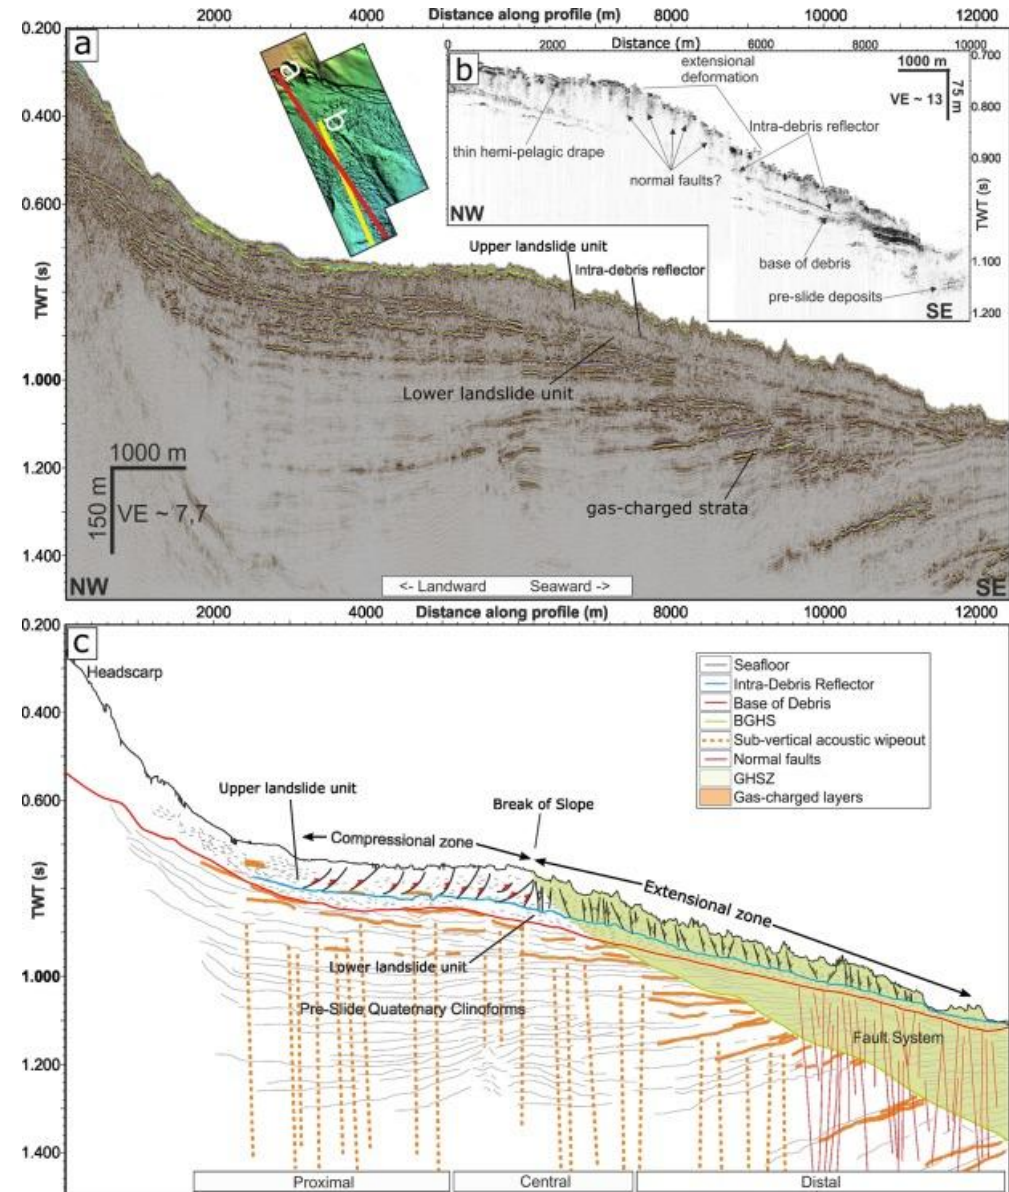 Distance along profile (m)
2000 4000 6000 8000 10000 12000
0.200
0.400
0.600
1.000
1.200
1.400
TWT (s)
a
a
b
b
Distance (m)
0 2000 4000 6000 8000 10000
0.700
0.800
0.900
1.100
1.200
TWT (s)
extensional
deformation
1000 m
75 m
VE ~ 13
Intra-debris reflector
thin hemi-pelagic drape
normal faults?
NW
base of debris
pre-slide deposits
SE
Upper landslide unit
Intra-debris reflector
Lower landslide unit
gas-charged strata
1000 m
150 m
VE ~ 7,7
NW
<- Landward Seaward ->
SE
Distance along profile (m)
2000 4000 6000 8000 10000 12000
0.200
0.400
0.600
1.000
1.200
1.400
TWT (s)
c
Headscarp
Seafloor
Intra-Debris Reflector
Base of Debris
BGHS
Sub-vertical acoustic wipeout
Normal faults
GHSZ
Gas-charged layers
Upper landslide unit
Break of Slope
Compressional zone
Extensional zone
Lower landslide unit
Pre-Slide Quaternary Clinoforms
Fault System
Proximal Central Distal